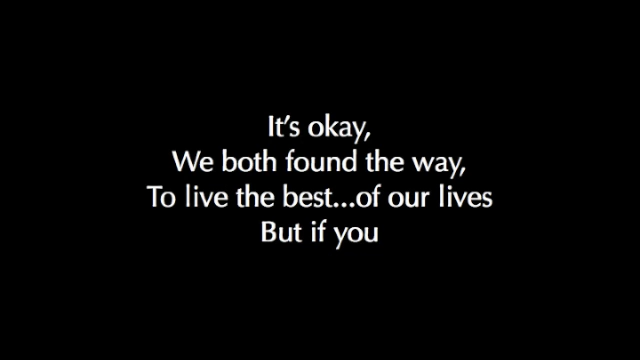 It's okay,
We both found the way,
To live the best...of our lives
But if you